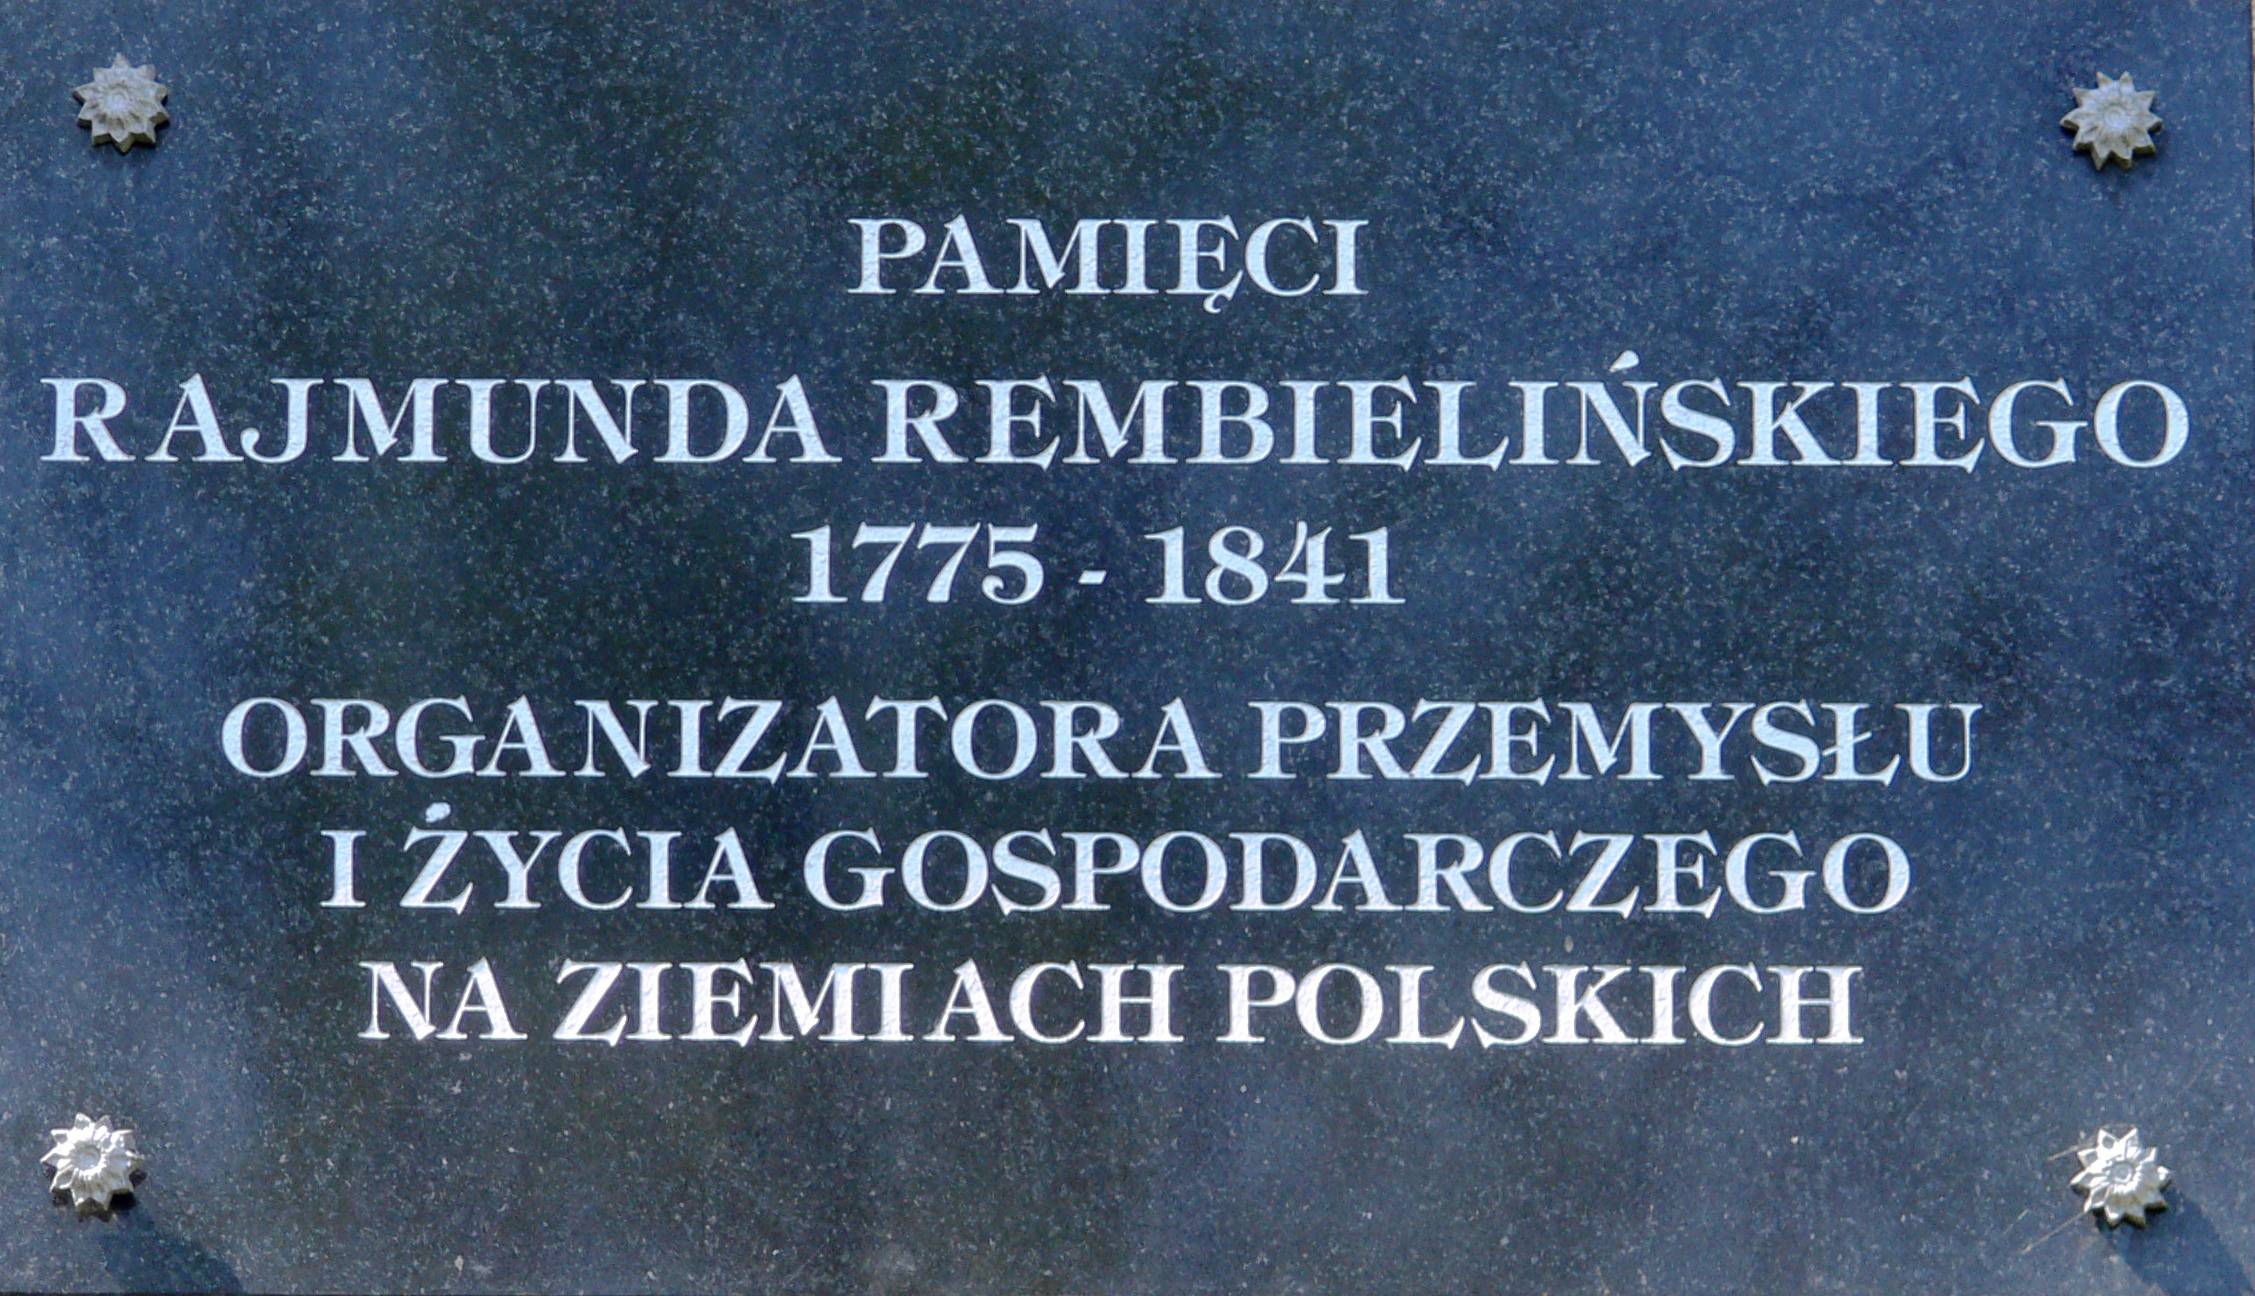 PAMIĘCI
RAJMUNDA REMBIELIŃSKIEGO
1775 - 1841
ORGANIZATORA PRZEMYSŁU
I ŻYCIA GOSPODARCZEGO
NA ZIEMIACH POLSKICH